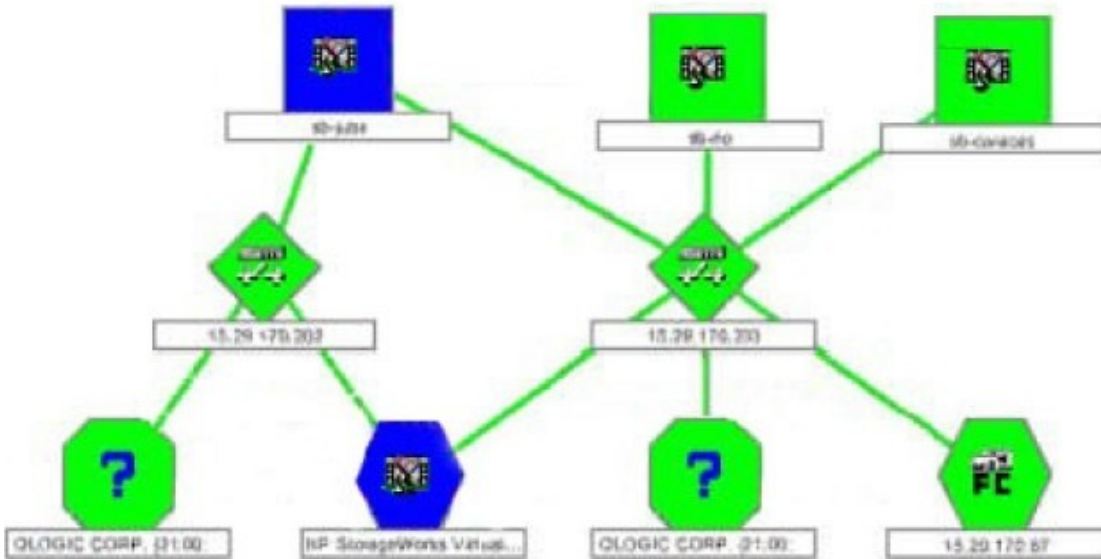 15.29.170.202
15.29.170.203
?
?
FC
QLOGIC CORP. (21:00:
HP StorageWorks Virtual...
QLOGIC CORP. (21:00:
15.29.170.67